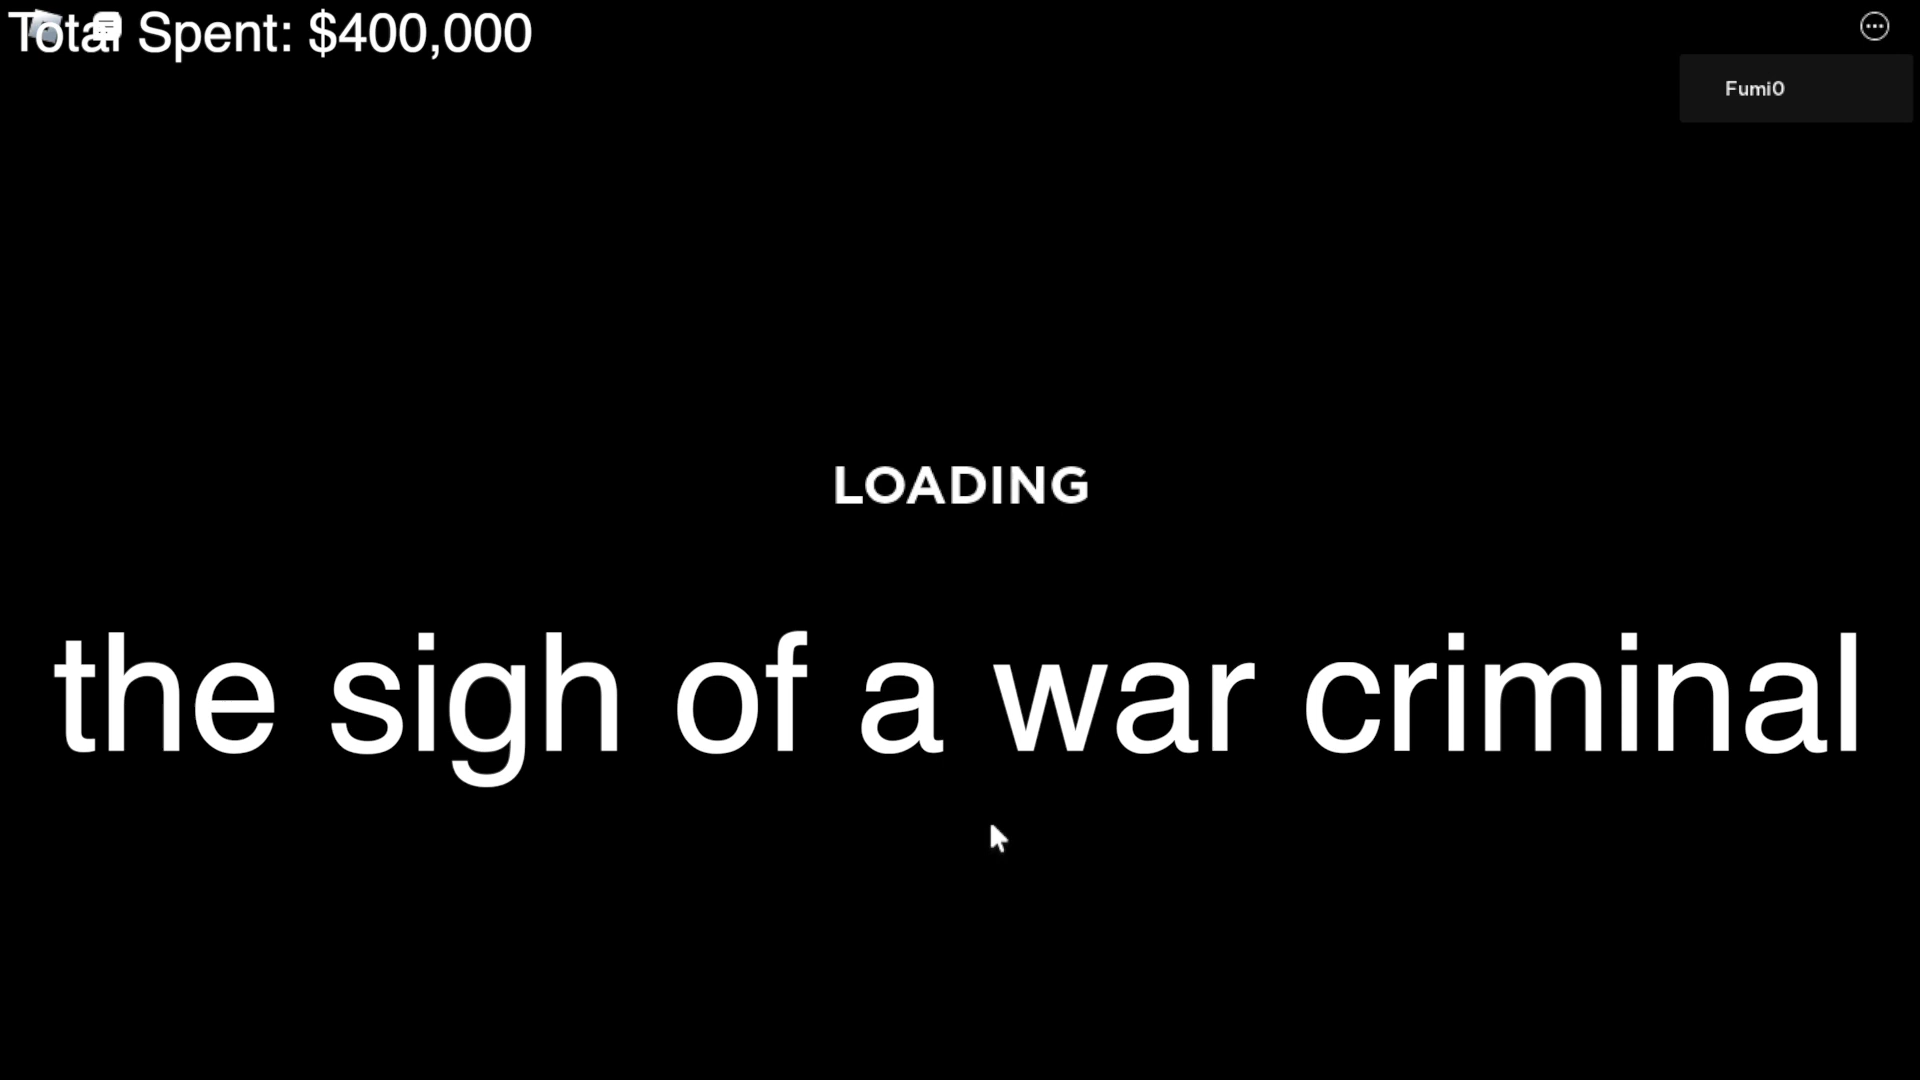 Total Spent: $400,000
Fumi0
LOADING
the sigh of a war criminal